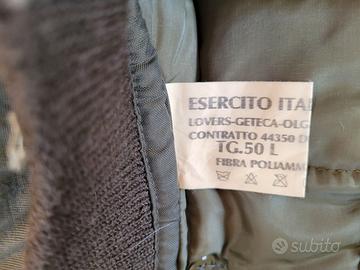 ESERCITO ITA
LOVERS-GETECA-OLG
CONTRATTO 44350 D
TG.50 L
FIBRA POLIAMM
subito